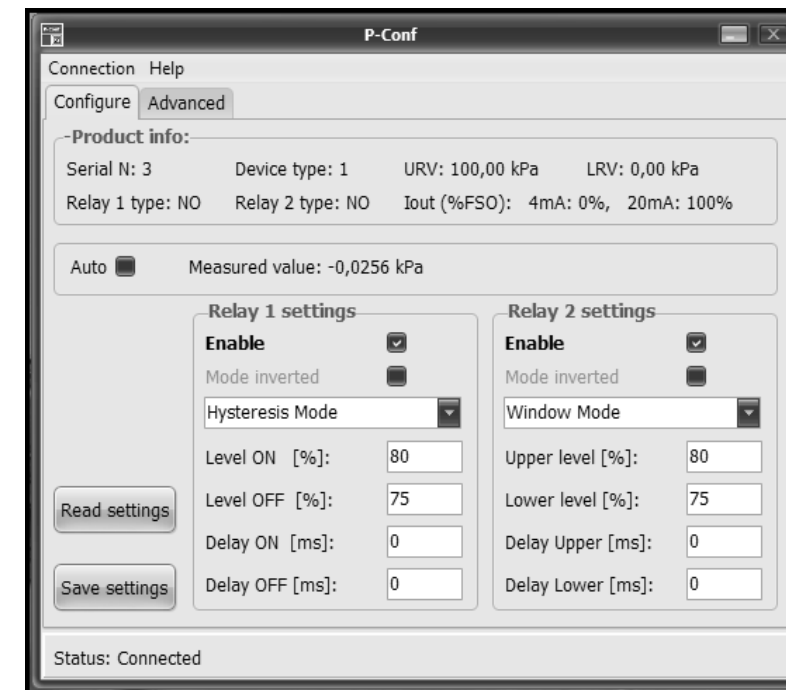 P-Conf
Connection Help
Configure Advanced
-Product info:
Serial N: 3 Device type: 1 URV: 100,00 kPa LRV: 0,00 kPa
Relay 1 type: NO Relay 2 type: NO Iout (%FSO): 4mA: 0%, 20mA: 100%
Auto Measured value: -0,0256 kPa
Relay 1 settings
Enable
Mode inverted
Hysteresis Mode
Level ON [%]: 80
Level OFF [%]: 75
Delay ON [ms]: 0
Delay OFF [ms]: 0
Relay 2 settings
Enable
Mode inverted
Window Mode
Upper level [%]: 80
Lower level [%]: 75
Delay Upper [ms]: 0
Delay Lower [ms]: 0
Read settings
Save settings
Status: Connected